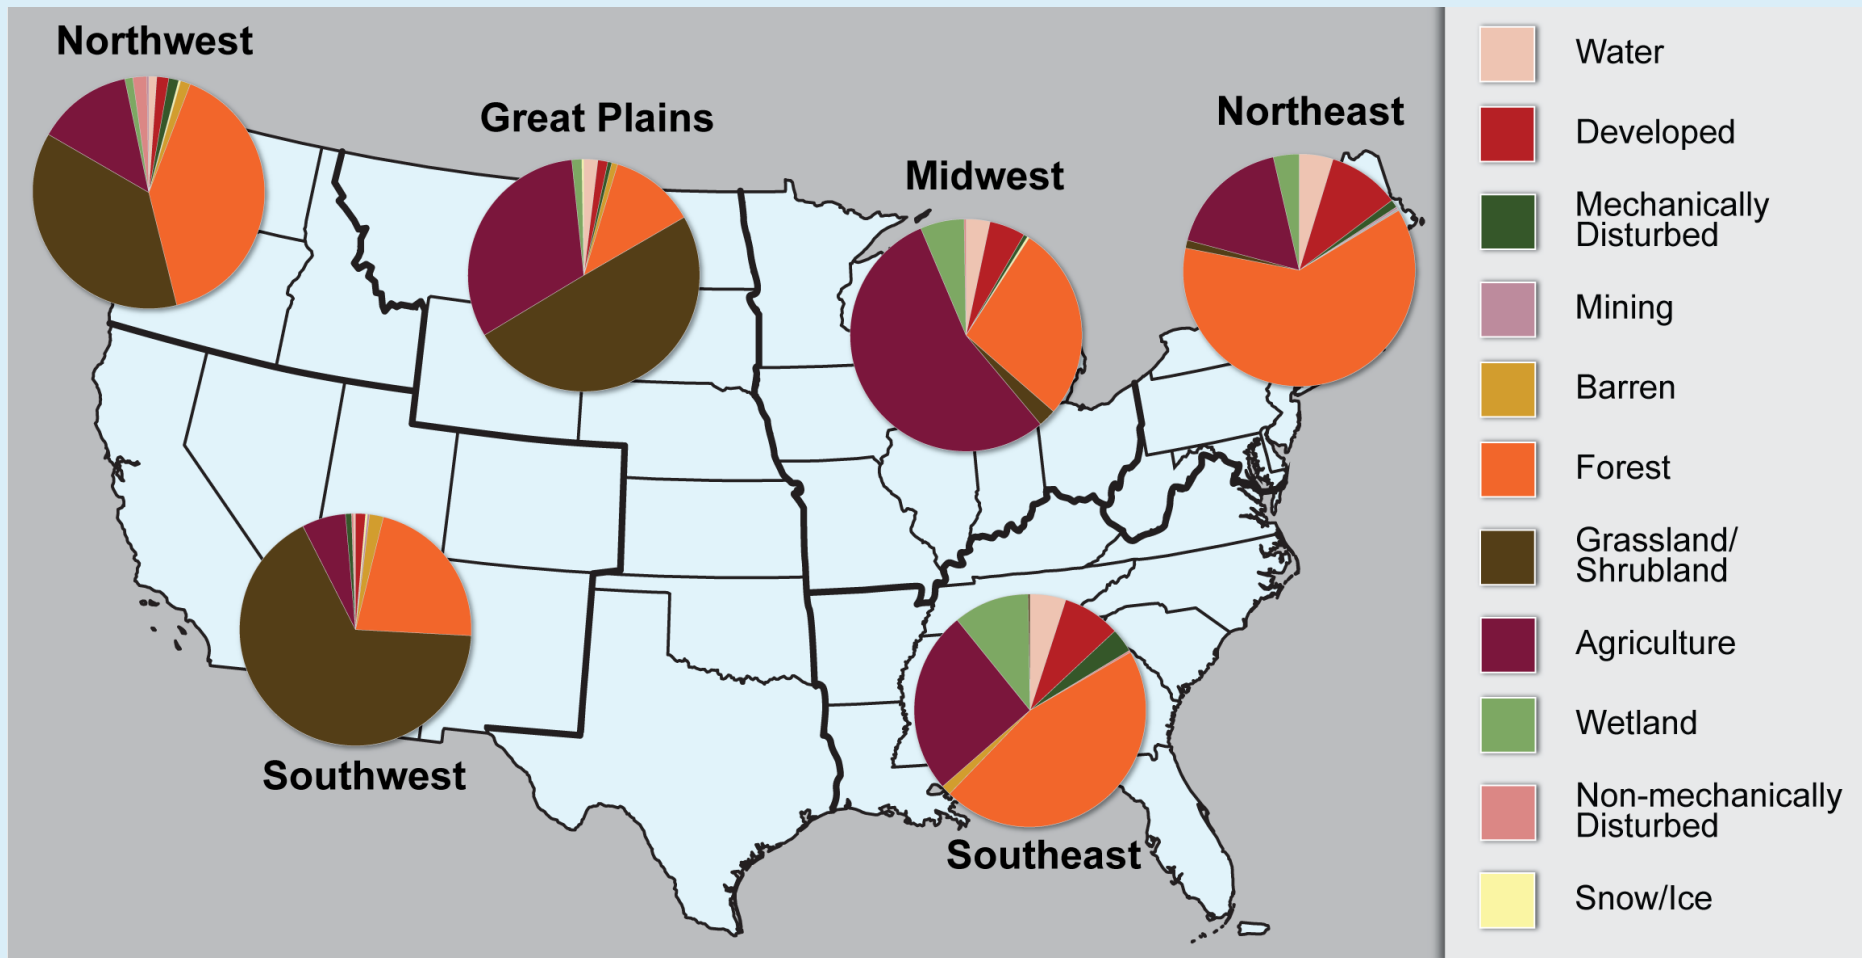 Northwest
Great Plains
Midwest
Northeast
Southwest
Southeast
Water
Developed
Mechanically
Disturbed
Mining
Barren
Forest
Grassland/
Shrubland
Agriculture
Wetland
Non-mechanically
Disturbed
Snow/Ice